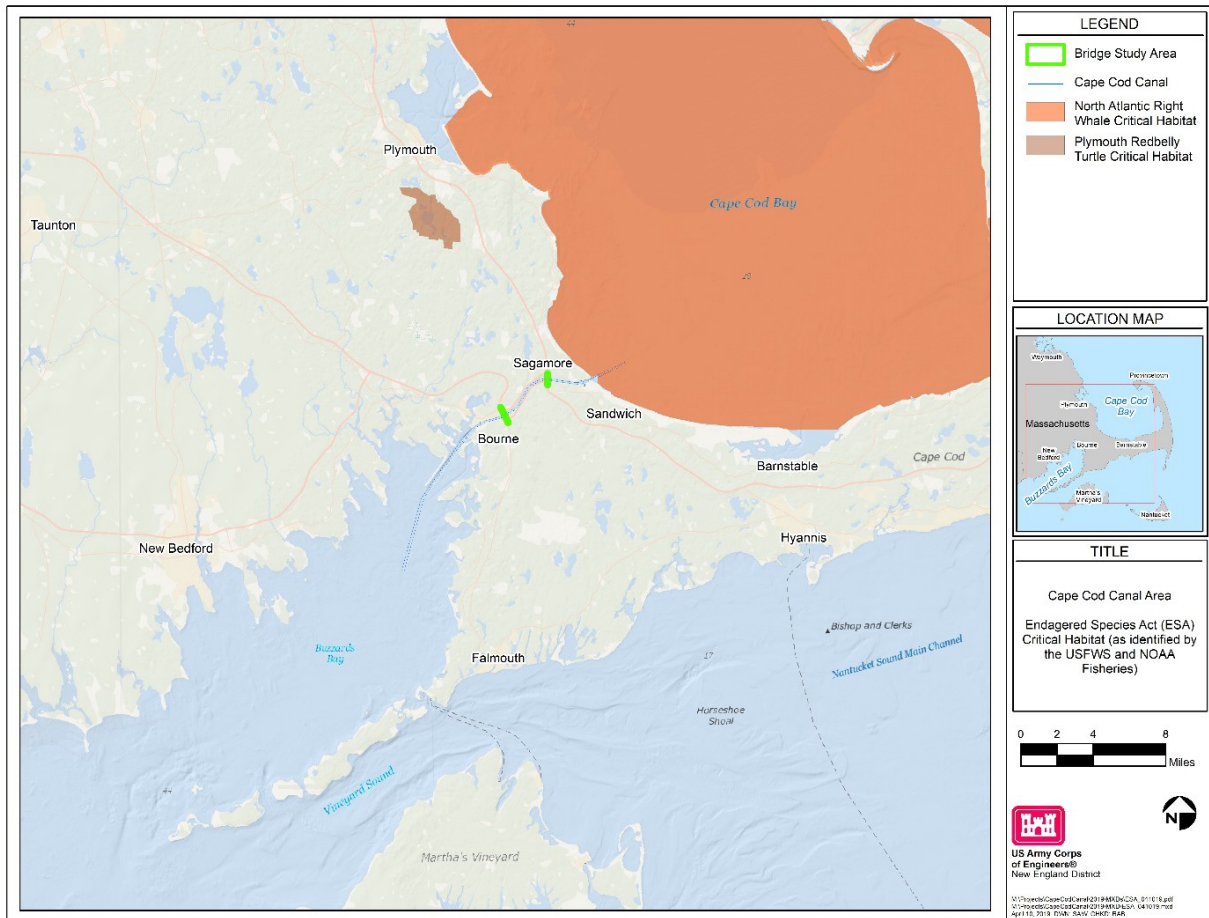 44
Plymouth
Taunton
Cape Cod Bay
29
Sagamore
Sandwich
Bourne
Barnstable
Cape Cod
New Bedford
Hyannis
Bishop and Clerks
Buzzards
Bay
Falmouth
17
Nantucket Sound Main Channel
Horseshoe
Shoal
Vineyard Sound
44
Martha's Vineyard
LEGEND
Bridge Study Area
Cape Cod Canal
North Atlantic Right
Whale Critical Habitat
Plymouth Redbelly
Turtle Critical Habitat
LOCATION MAP
Weymouth
Provincetown
Plymouth
Cape Cod
Bay
Massachusetts
Bourne
Barnstable
New
Bedford
Buzzards Bay
Martha's
Vineyard
Nantucket
TITLE
Cape Cod Canal Area
Endagered Species Act (ESA)
Critical Habitat (as identified by
the USFWS and NOAA
Fisheries)
0 2 4 8
Miles
N
US Army Corps
of Engineers®
New England District